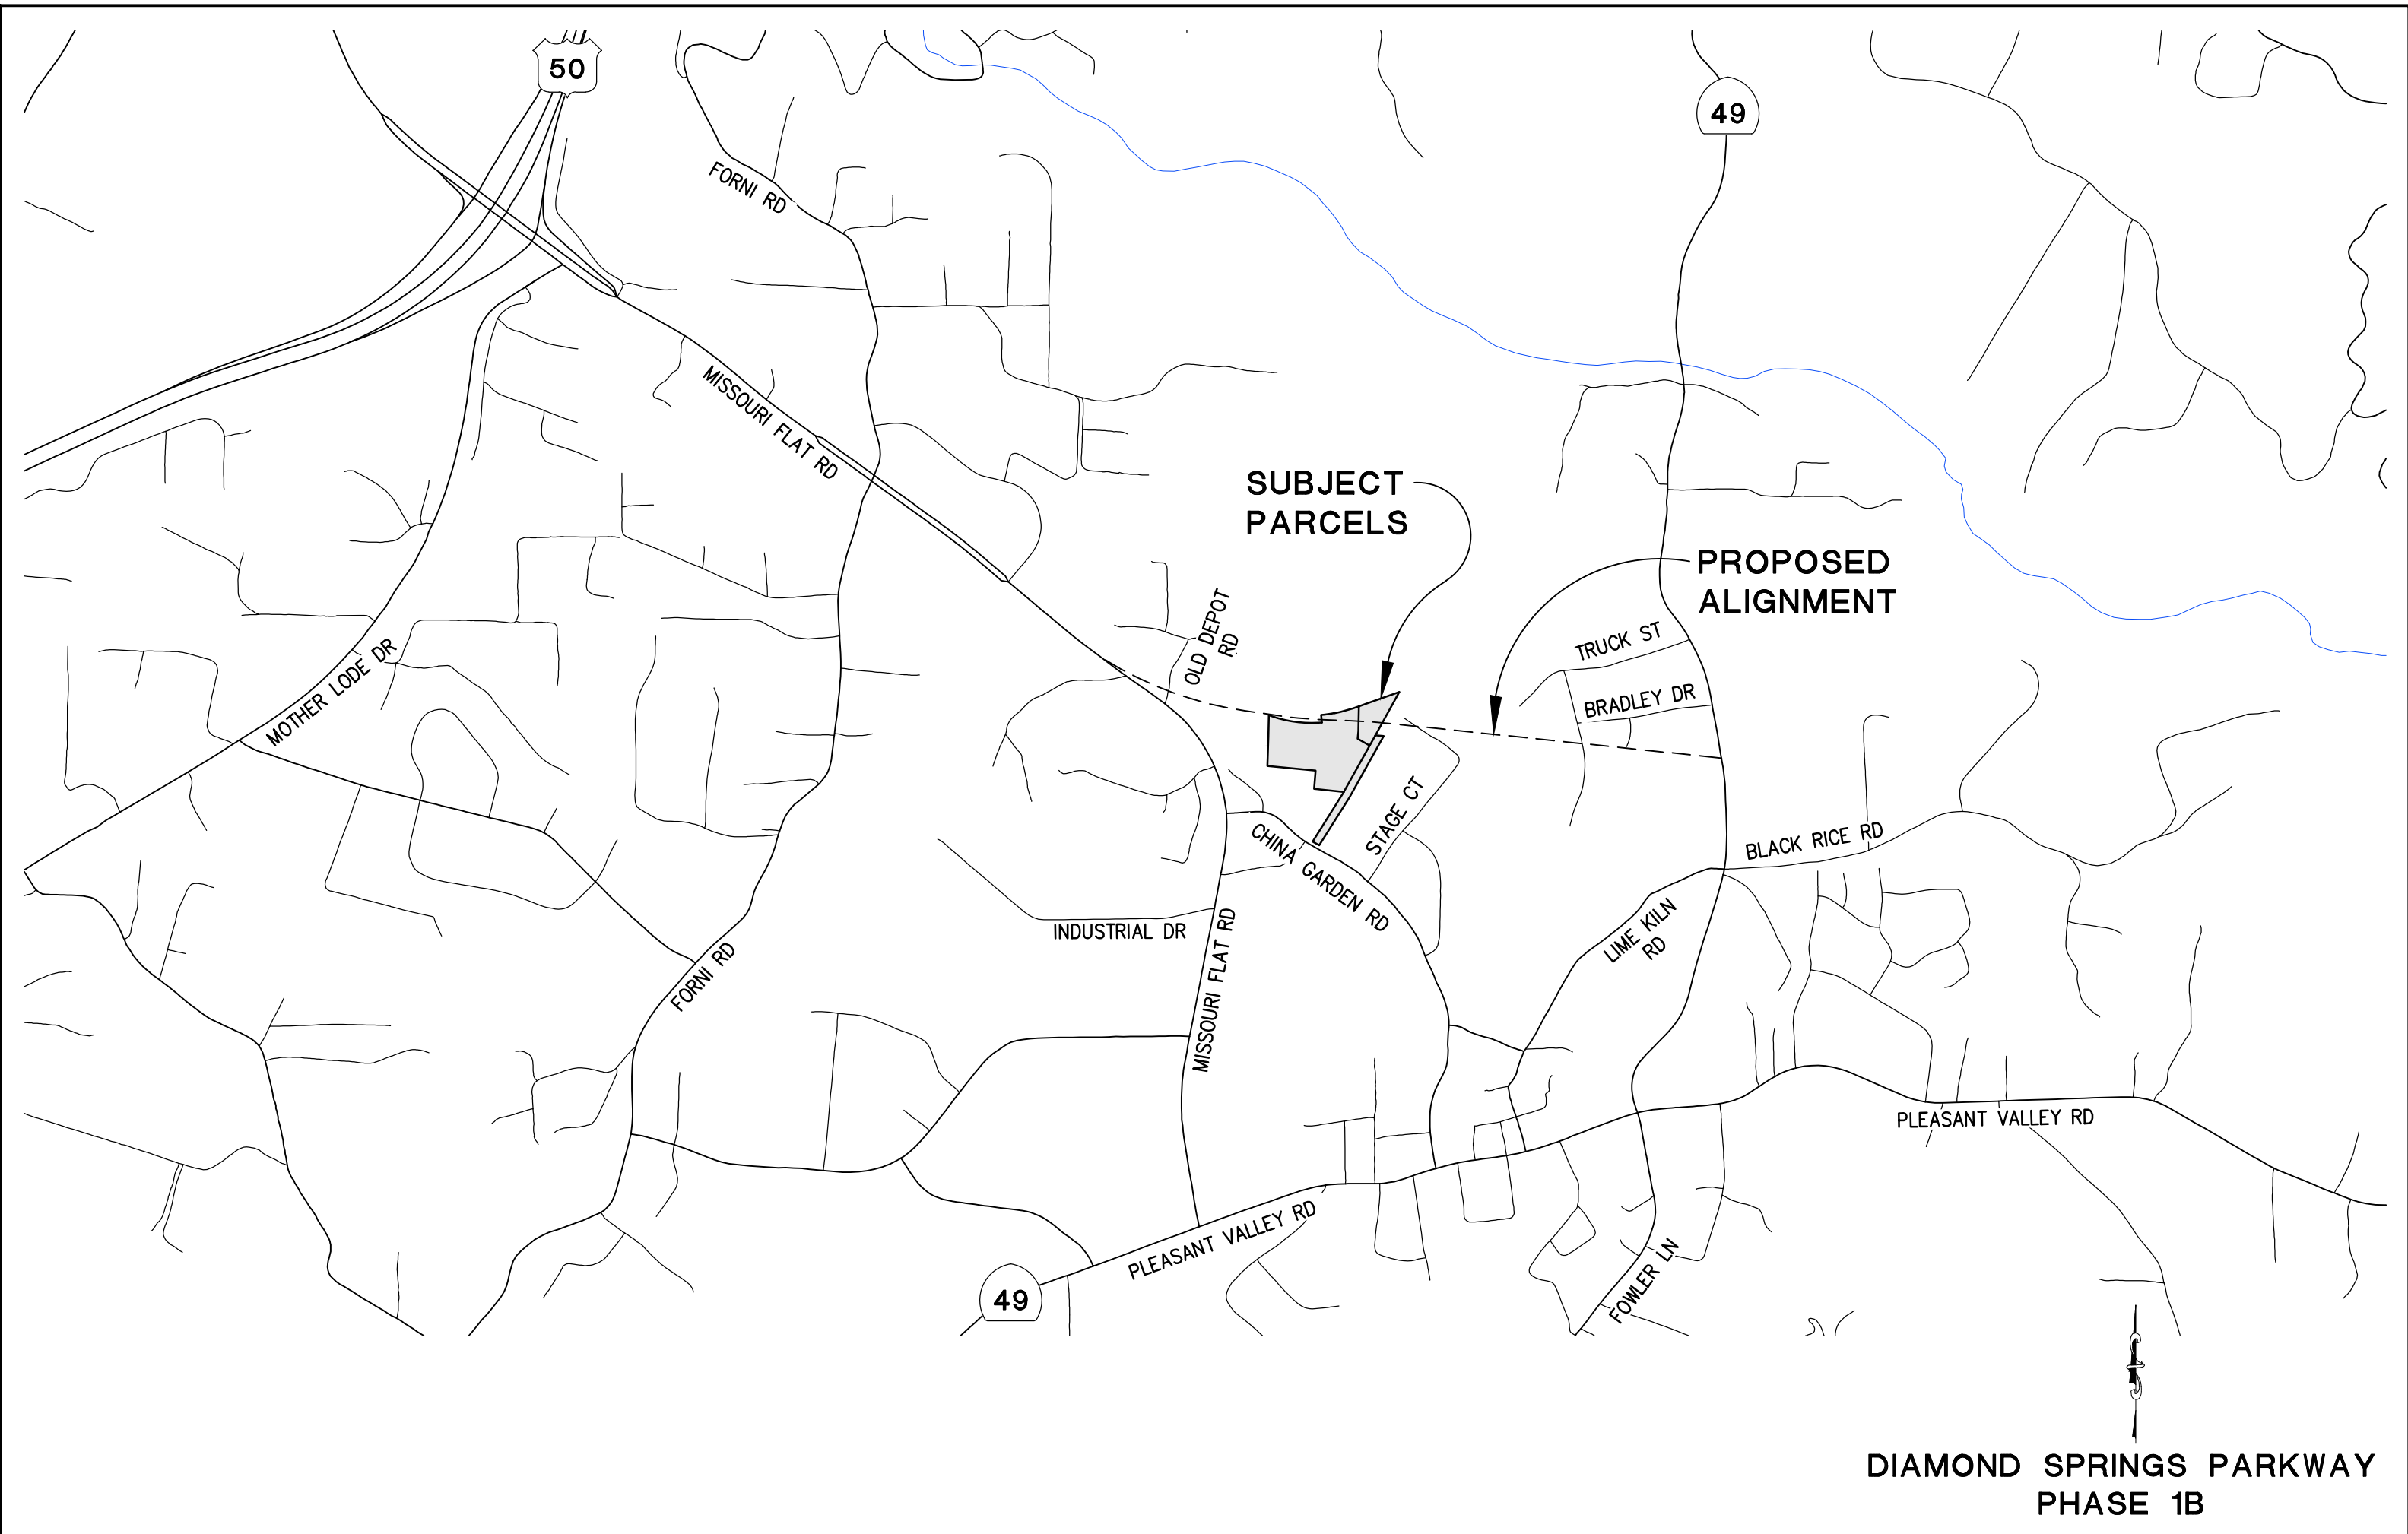 50
49
FORNI RD
MISSOURI FLAT RD
SUBJECT
PARCELS
PROPOSED
ALIGNMENT
OLD DEPOT
RD
TRUCK ST
BRADLEY DR
MOTHER LODE DR
STAGE CT
CHINA GARDEN RD
BLACK RICE RD
LIME KILN
RD
INDUSTRIAL DR
MISSOURI FLAT RD
FORNI RD
PLEASANT VALLEY RD
PLEASANT VALLEY RD
FOWLER LN
49
DIAMOND SPRINGS PARKWAY
PHASE 1B